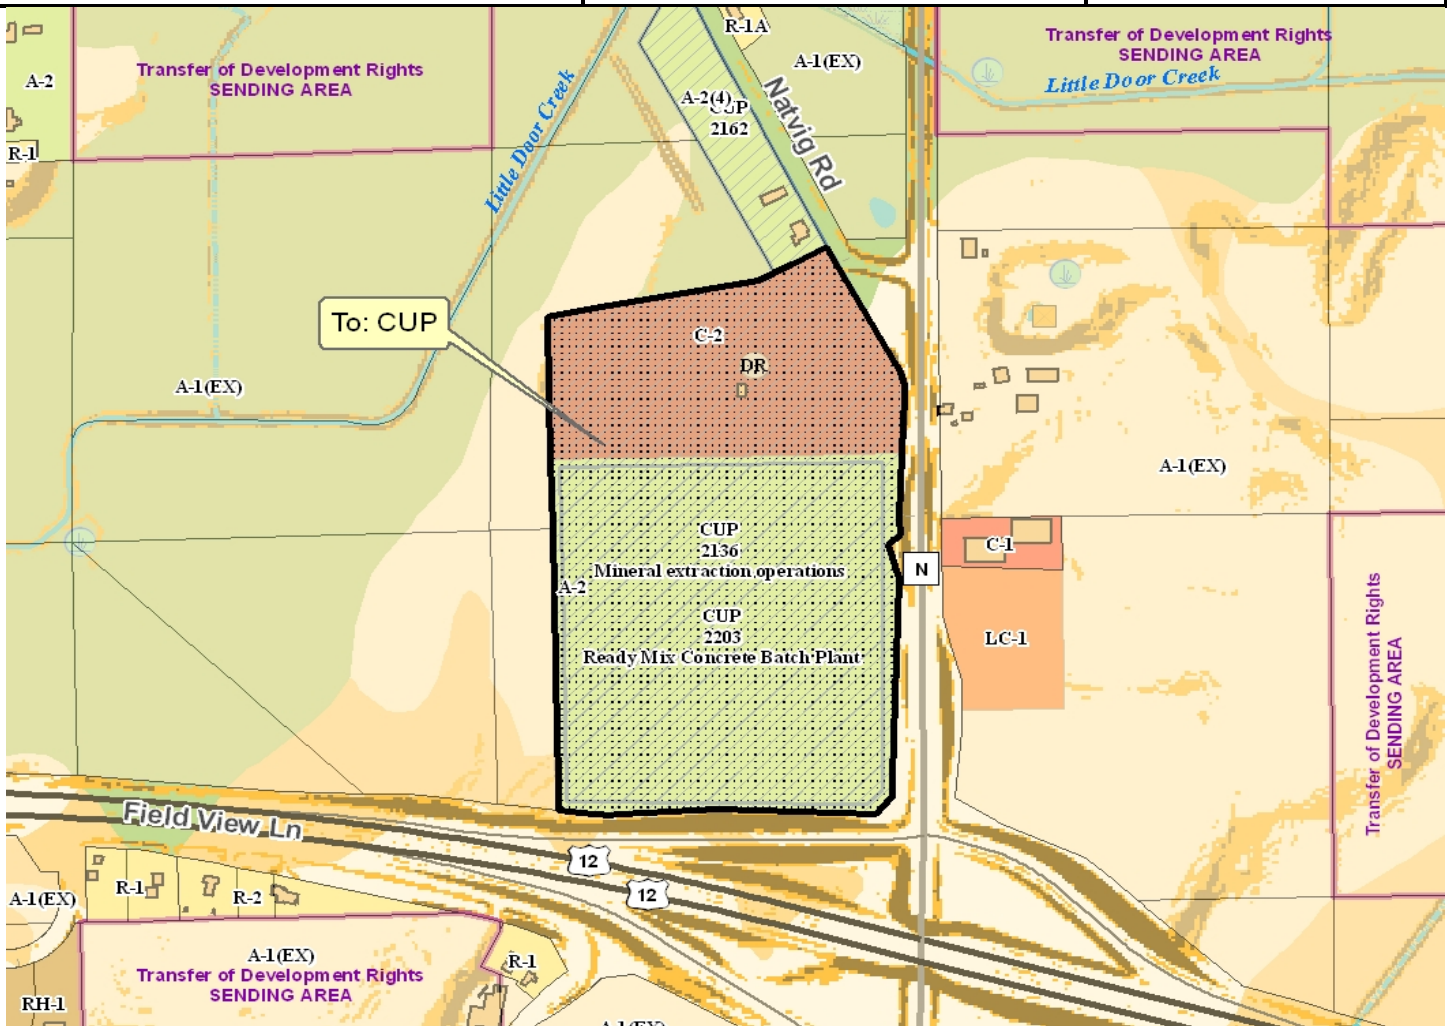 R-1A
Transfer of Development Rights
SENDING AREA
A-1(EX)
Transfer of Development Rights
SENDING AREA
A-2
Little Door Creek
Little Door Creek
A-2(4)
CUP
2162
Natvig Rd
R-1
To: CUP
C-2
DR
A-1(EX)
A-1(EX)
CUP
2136
Mineral extraction operations
A-2
CUP
2203
Ready Mix Concrete Batch Plant
C-1
N
LC-1
Transfer of Development Rights
SENDING AREA
Field View Ln
12
12
R-1
R-2
A-1(EX)
A-1(EX)
Transfer of Development Rights
SENDING AREA
R-1
RH-1
A-1(EX)